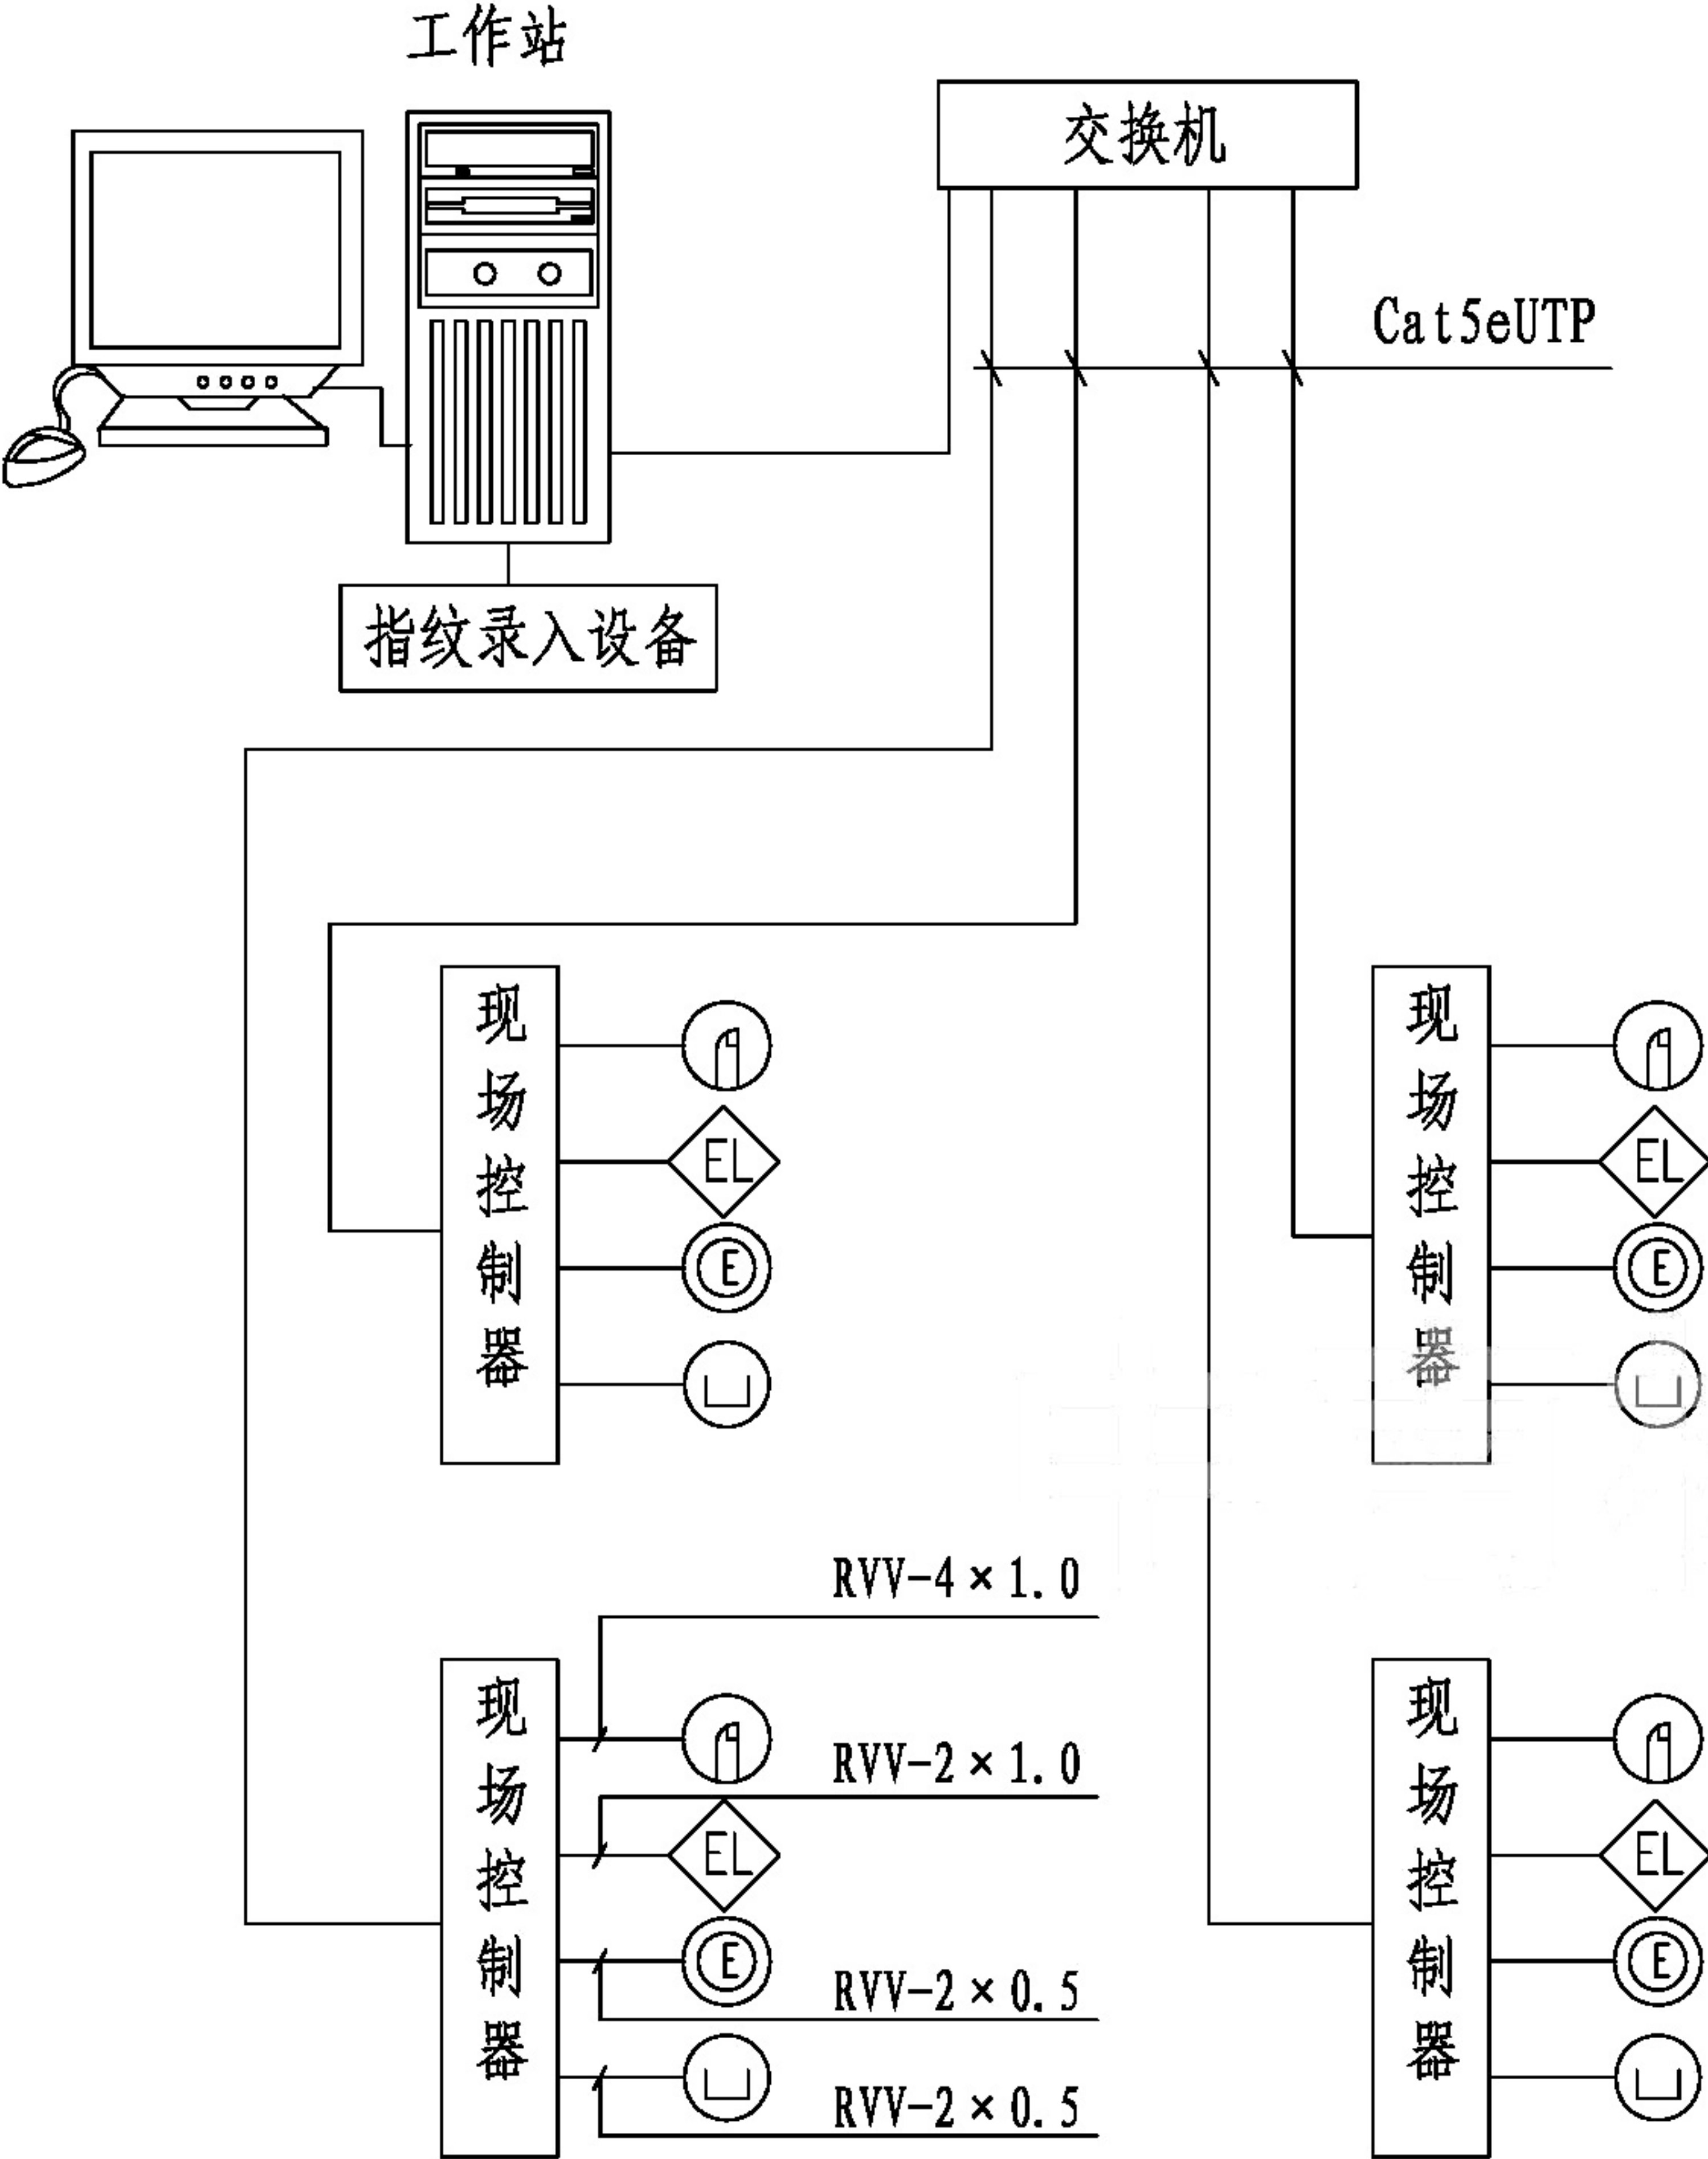 工作站
交换机
Cat5eUTP
指纹录入设备
现场控制器
EL
E
现场控制器
EL
E
RVV-4×1.0
现场控制器
RVV-2×1.0
EL
E
RVV-2×0.5
RVV-2×0.5
现场控制器
EL
E